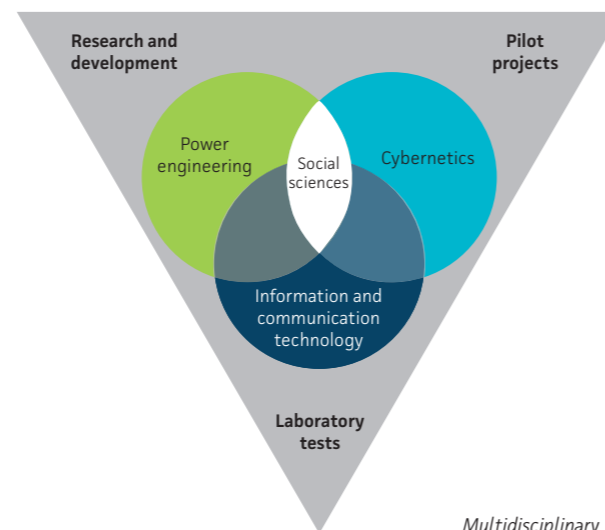 Research and
development
Pilot
projects
Power
engineering
Social
sciences
Cybernetics
Information and
communication
technology
Laboratory
tests
Multidisciplinary